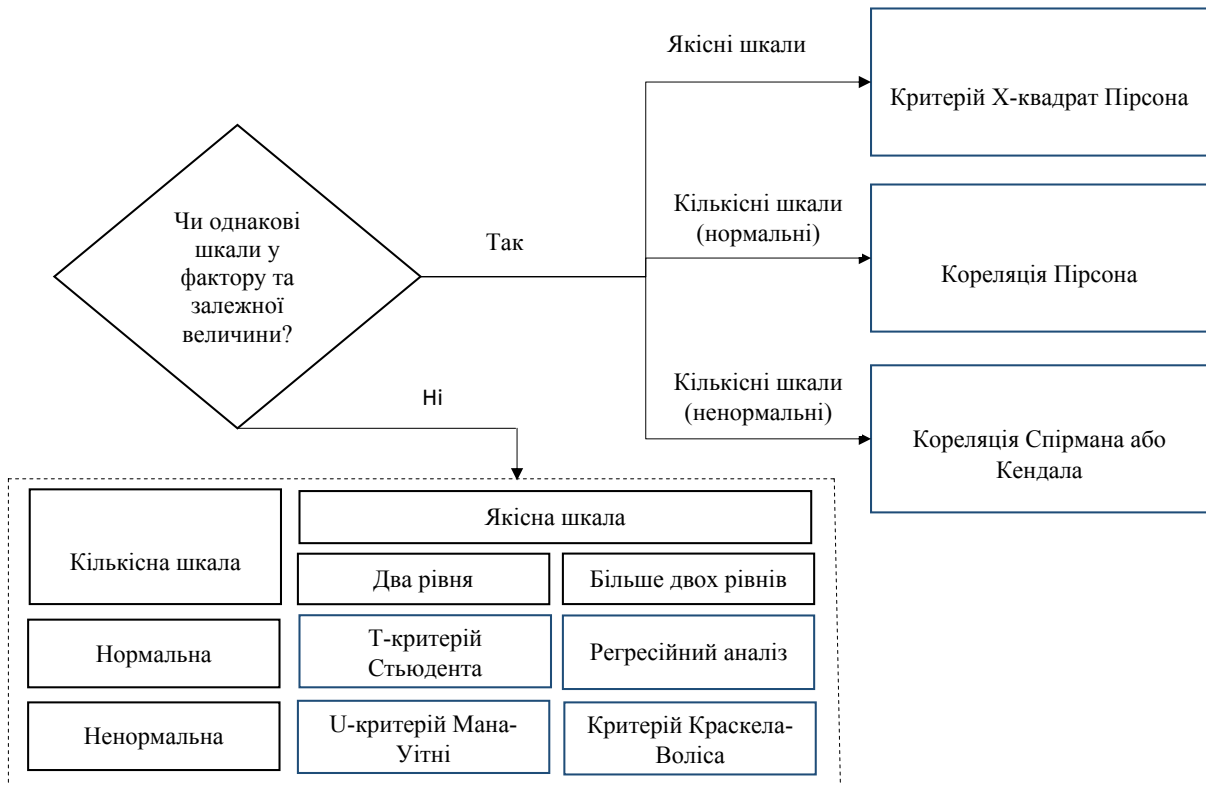 Якісні шкали
Критерій Х-квадрат Пірсона
Чи однакові
шкали у
фактору та
залежної
величини?
Так
Кількісні шкали
(нормальні)
Кореляція Пірсона
Кількісні шкали
(ненормальні)
Кореляція Спірмана або
Кендала
Ні
Кількісна шкала
Якісна шкала
Два рівня
Більше двох рівнів
Нормальна
Т-критерій
Стьюдента
Регресійний аналіз
Ненормальна
U-критерій Мана-
Уітні
Критерій Краскела-
Воліса